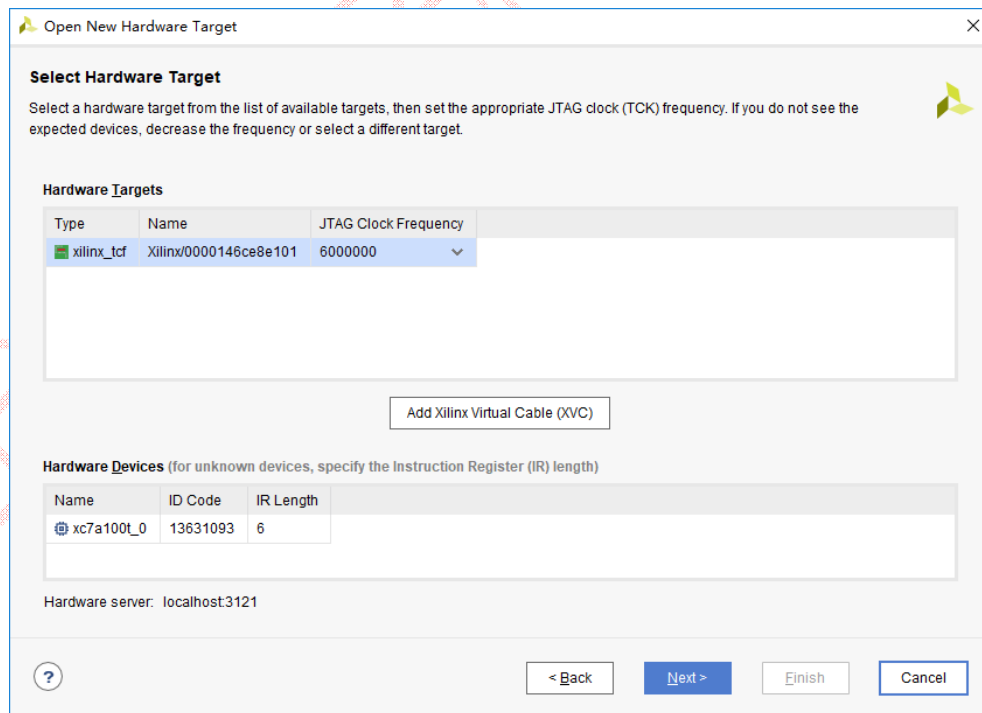 Open New Hardware Target
Select Hardware Target
Select a hardware target from the list of available targets, then set the appropriate JTAG clock (TCK) frequency. If you do not see the
expected devices, decrease the frequency or select a different target.
Hardware Targets
Type Name JTAG Clock Frequency
xilinx_tcf Xilinx/0000146ce8e101 6000000
Add Xilinx Virtual Cable (XVC)
Hardware Devices (for unknown devices, specify the Instruction Register (IR) length)
Name ID Code IR Length
xc7a100t_0 13631093 6
Hardware server: localhost:3121
? < Back Next > Finish Cancel